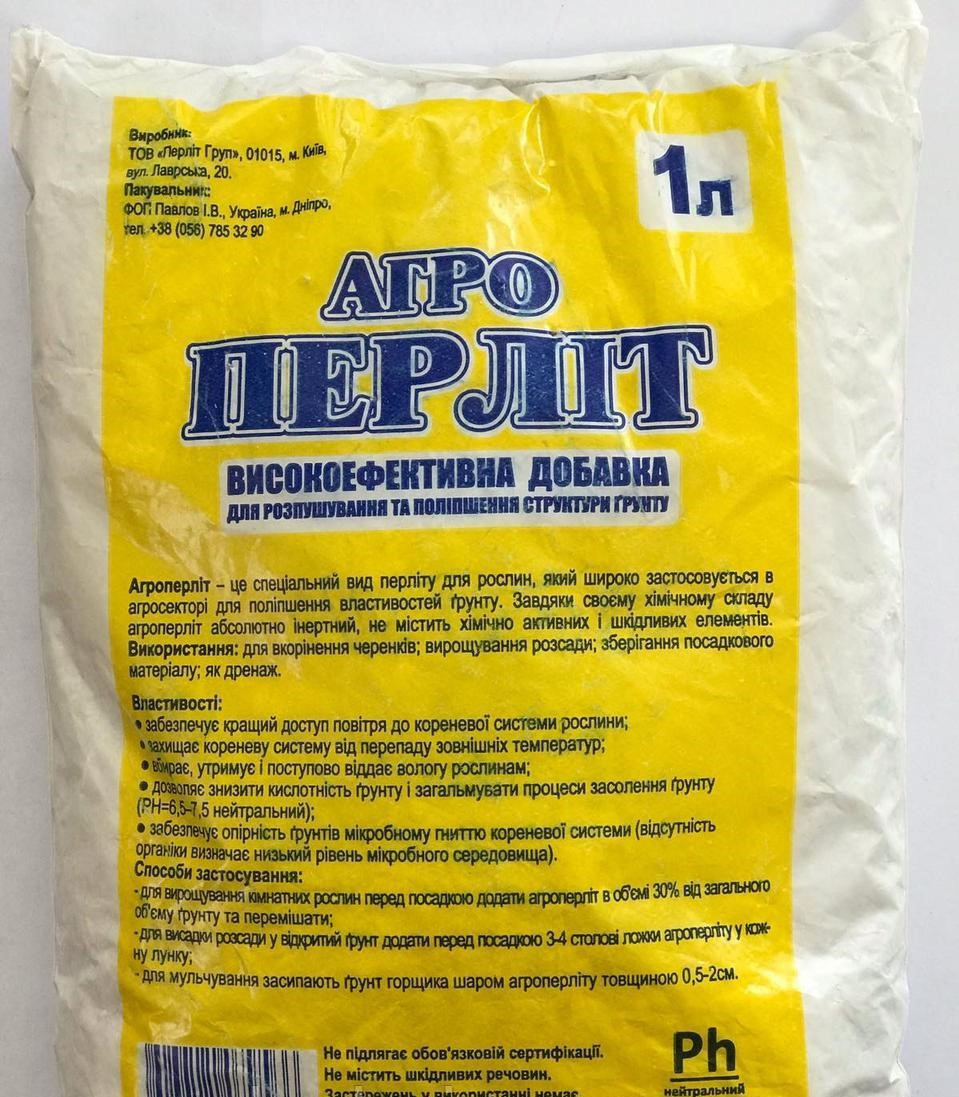 Виробник:
ТОВ «Перліт Груп», 01015, м. Київ,
вул. Лаврська, 20.
Пакувальник:
ФОП Павлов І.В., Україна, м. Дніпро,
тел. +38 (056) 785 32 90
1л
АГРО
ПЕРЛІТ
ВИСОКОЕФЕКТИВНА ДОБАВКА
ДЛЯ РОЗПУШУВАННЯ ТА ПОЛІПШЕННЯ СТРУКТУРИ ҐРУНТУ
Агроперліт – це спеціальний вид перліту для рослин, який широко застосовується в
агросекторі для поліпшення властивостей ґрунту. Завдяки своєму хімічному складу
агроперліт абсолютно інертний, не містить хімічно активних і шкідливих елементів.
Використання: для вкорінення черенків; вирощування розсади; зберігання посадкового
матеріалу; як дренаж.
Властивості:
• забезпечує кращий доступ повітря до кореневої системи рослини;
• захищає кореневу систему від перепаду зовнішніх температур;
• вбирає, утримує і поступово віддає вологу рослинам;
• дозволяє знизити кислотність ґрунту і загальмувати процеси засолення ґрунту
(PH=6,5-7,5 нейтральний);
• забезпечує опірність ґрунтів мікробному гниттю кореневої системи (відсутність
органіки визначає низький рівень мікробного середовища).
Способи застосування:
-для вирощування кімнатних рослин перед посадкою додати агроперліт в об'ємі 30% від загального
об'єму ґрунту та перемішати;
-для висадки розсади у відкритий ґрунт додати перед посадкою 3-4 столові ложки агроперліту у кож-
ну лунку;
- для мульчування засипають ґрунт горщика шаром агроперліту товщиною 0,5-2см.
Не підлягає обов'язковій сертифікації.
Не містить шкідливих речовин.
Застережень у використанні немає.
Ph
нейтральний